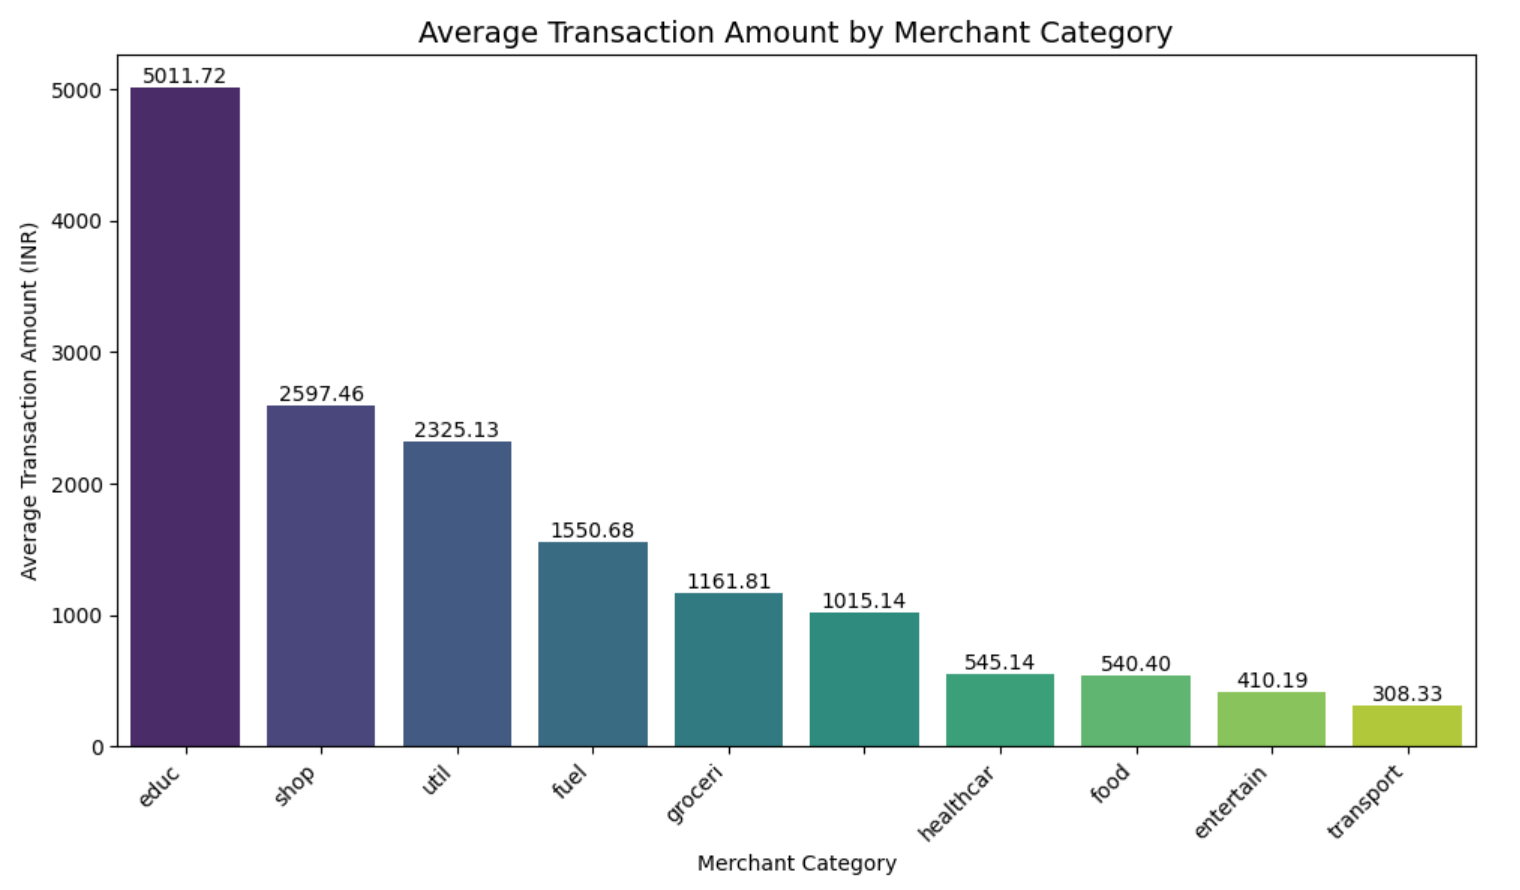 Average Transaction Amount by Merchant Category
5011.72
5000
4000
3000
2597.46
2325.13
2000
1550.68
1161.81
1015.14
1000
545.14
540.40
410.19
308.33
0
Average Transaction Amount (INR)
educ
shop
util
fuel
groceri
healthcar
food
entertain
transport
Merchant Category